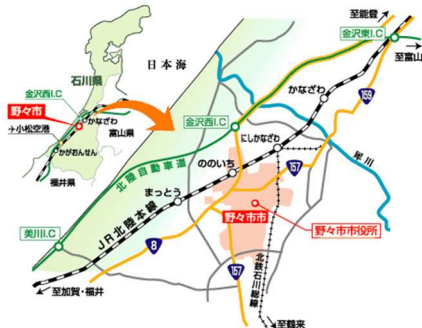 至能登
金沢東I.C
至富山
石川県
日本海
金沢西I.C
野々市
かなざわ
→小松空港
富山県
かがおんせん
福井県
かなざわ
159
金沢西I.C
にしかなざわ
犀川
北陸自動車道
ののいち
157
まっとう
野々市市
野々市市役所
美川I.C
JR北陸本線
8
北鉄石川総線
157
至加賀・福井
至鶴来